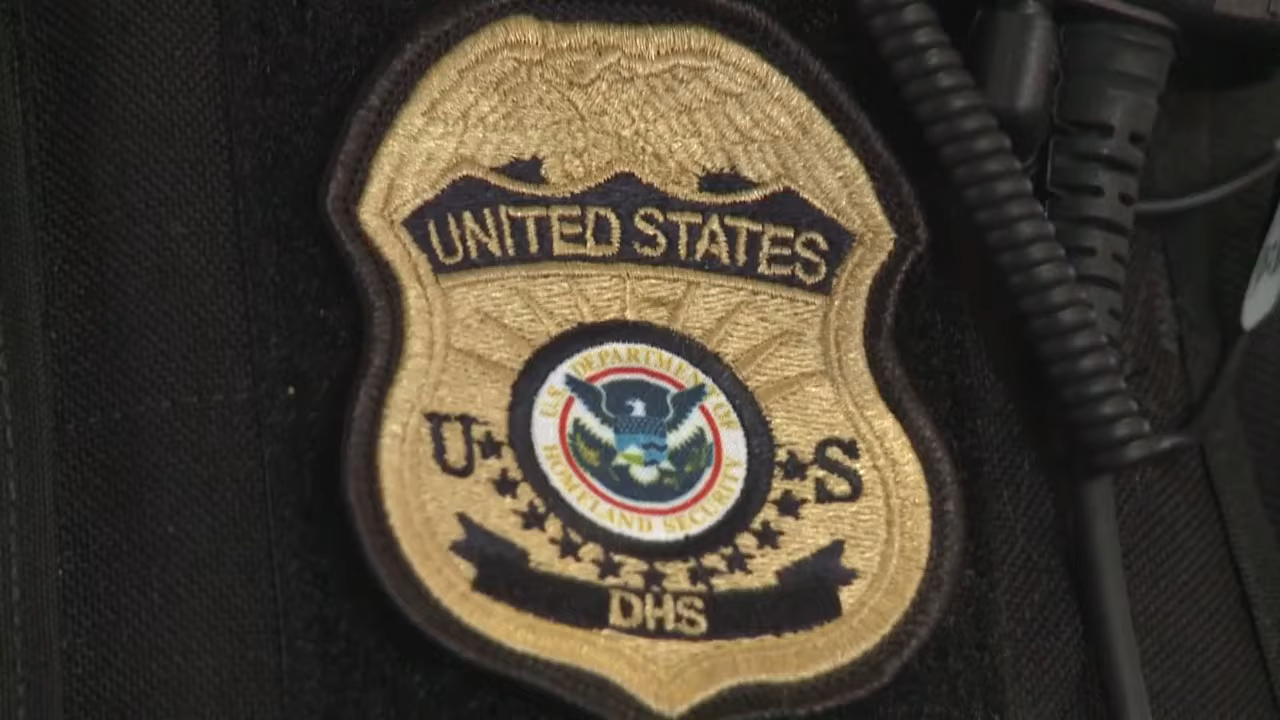 UNITED STATES
U.S. DEPARTMENT OF
HOMELAND SECURITY
U S
DHS